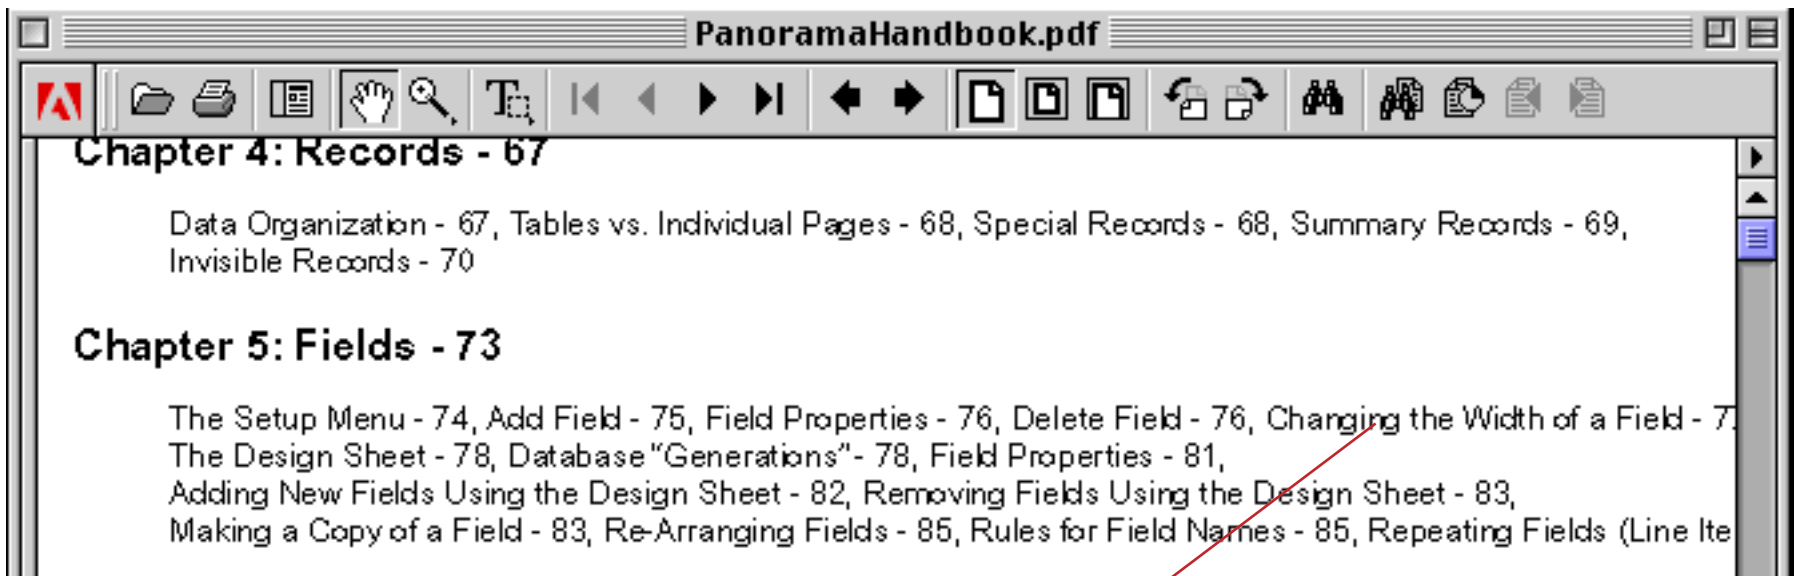 PanoramaHandbook.pdf
Chapter 4: Records - 67
Data Organization - 67, Tables vs. Individual Pages - 68, Special Records - 68, Summary Records - 69,
Invisible Records - 70
Chapter 5: Fields - 73
The Setup Menu - 74, Add Field - 75, Field Properties - 76, Delete Field - 76, Changing the Width of a Field - 7
The Design Sheet - 78, Database “Generations” - 78, Field Properties - 81,
Adding New Fields Using the Design Sheet - 82, Removing Fields Using the Design Sheet - 83,
Making a Copy of a Field - 83, Re-Arranging Fields - 85, Rules for Field Names - 85, Repeating Fields (Line Ite